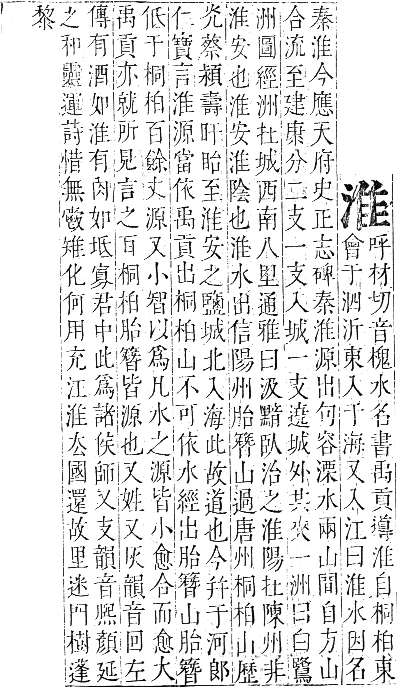 淮
呼材切音槐水名書禹貢導淮自桐柏東
會于泗沂東入于海又入江曰淮水因名
秦淮今應天府史正志碑秦淮源出句容溧水兩山間自方山
合流至建康分二支一支入城一支遶城外共夾一洲曰白鷺
洲圖經洲在城西南八里通雅曰汲黯臥治之淮陽在陳州非
淮安也淮安淮陰也淮水出信陽州胎簪山過唐州桐柏山歷
光蔡潁壽盱眙至淮安之鹽城北入海此故道也今幷于河郎
仁寶言淮源當依禹貢出桐柏山不可依水經出胎簪山胎簪
低于桐柏百餘丈源又小智以為凡水之源皆小愈合而愈大
禹貢亦就所見言之耳桐柏胎簪皆源也又姓又灰韻音回左
傳有酒如淮有肉如坻寡君中此為諸侯師又支韻音熙顏延
之和靈運詩惜無爵雉化何用充江淮去國還故里迷門樹蓬
黎